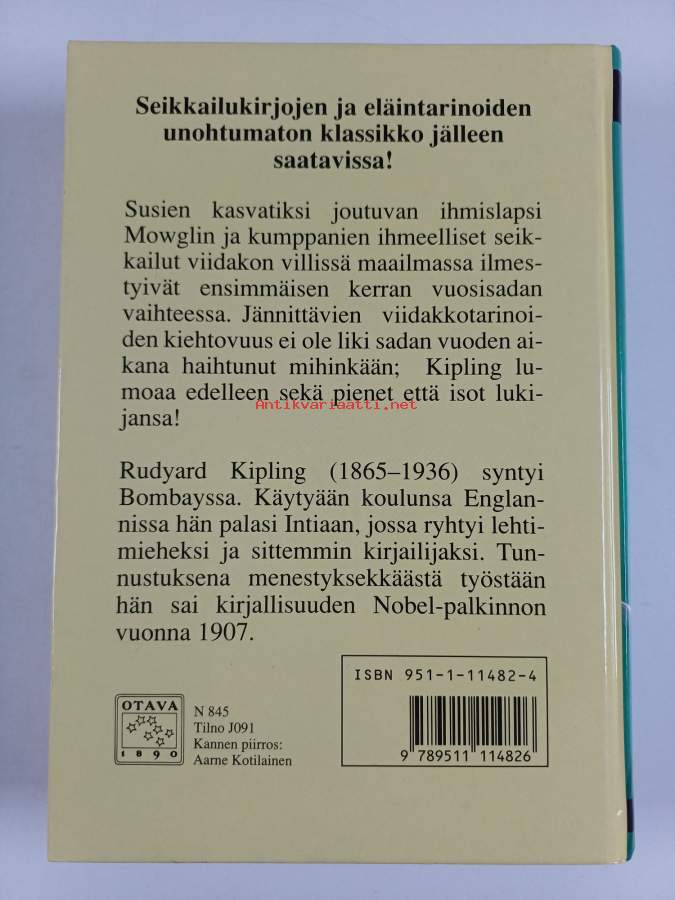 Seikkailukirjojen ja eläintarinoiden
unohtumaton klassikko jälleen
saatavissa!
Susien kasvatiksi joutuvan ihmislapsi
Mowglin ja kumppanien ihmeelliset seik-
kailut viidakon villissä maailmassa ilmes-
tyivät ensimmäisen kerran vuosisadan
vaihteessa. Jännittävien viidakkotarinoi-
den kiehtovuus ei ole liki sadan vuoden ai-
kana haihtunut mihinkään; Kipling lu-
moaa edelleen sekä pienet että isot luki-
jansa!
Antikvariaatti.net
Rudyard Kipling (1865–1936) syntyi
Bombayssa. Käytyään koulunsa Englan-
nissa hän palasi Intiaan, jossa ryhtyi lehti-
mieheksi ja sittemmin kirjailijaksi. Tun-
nustuksena menestyksekkäästä työstään
hän sai kirjallisuuden Nobel-palkinnon
vuonna 1907.
OTAVA
1890
N 845
Tilno J091
Kannen piirros:
Aarne Kotilainen
ISBN 951-1-11482-4
9 789511 114826